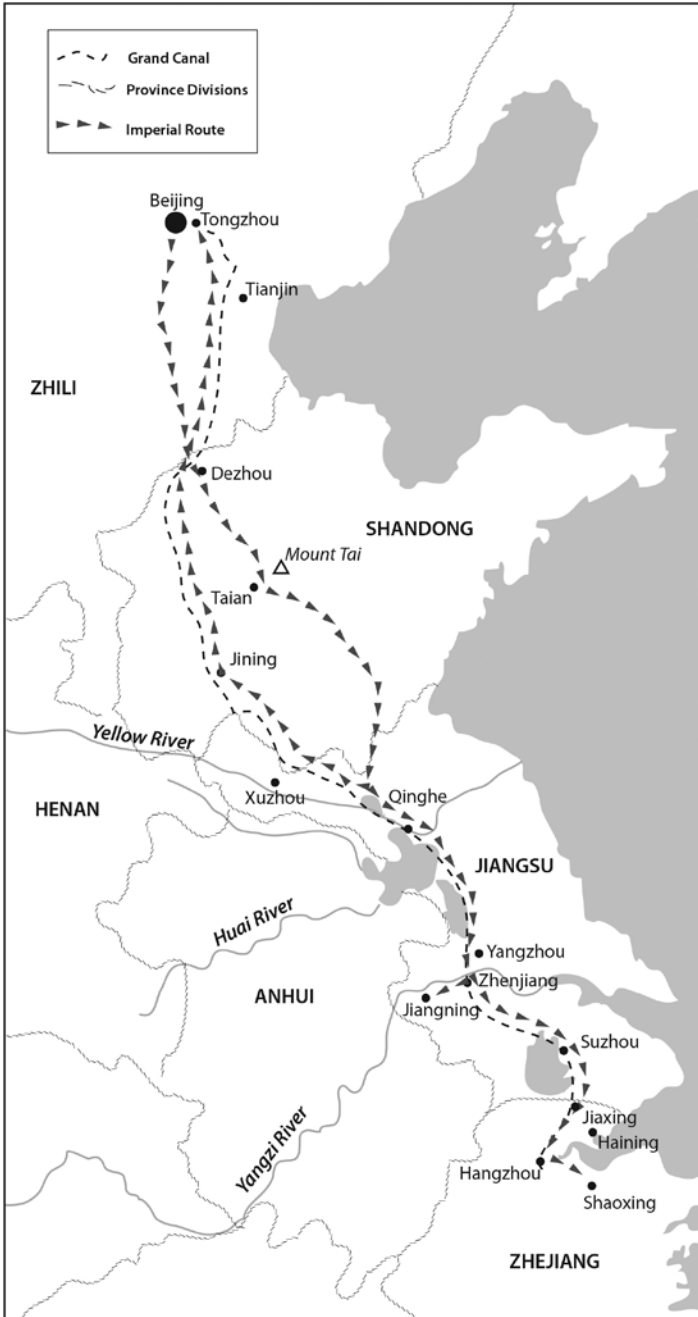 Grand Canal
Province Divisions
Imperial Route
Beijing
Tongzhou
Tianjin
ZHILI
Dezhou
SHANDONG
Mount Tai
Taian
Jining
Yellow River
Xuzhou
Qinghe
HENAN
JIANGSU
Huai River
Yangzhou
ANHUI
Zhenjiang
Jiangning
Suzhou
Jiaxing
Haining
Yangzi River
Hangzhou
Shaoxing
ZHEJIANG